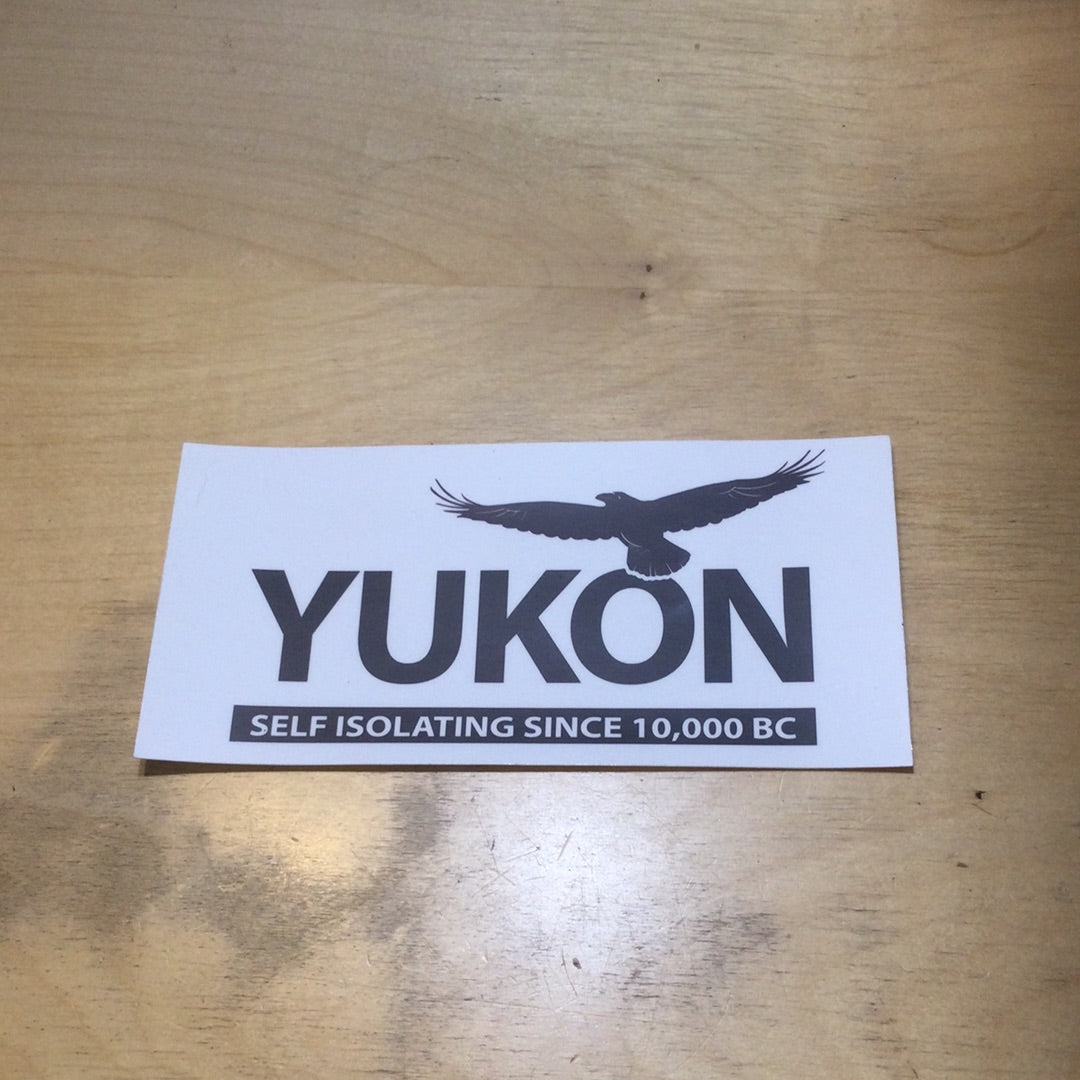 YUKON
SELF ISOLATING SINCE 10,000 BC